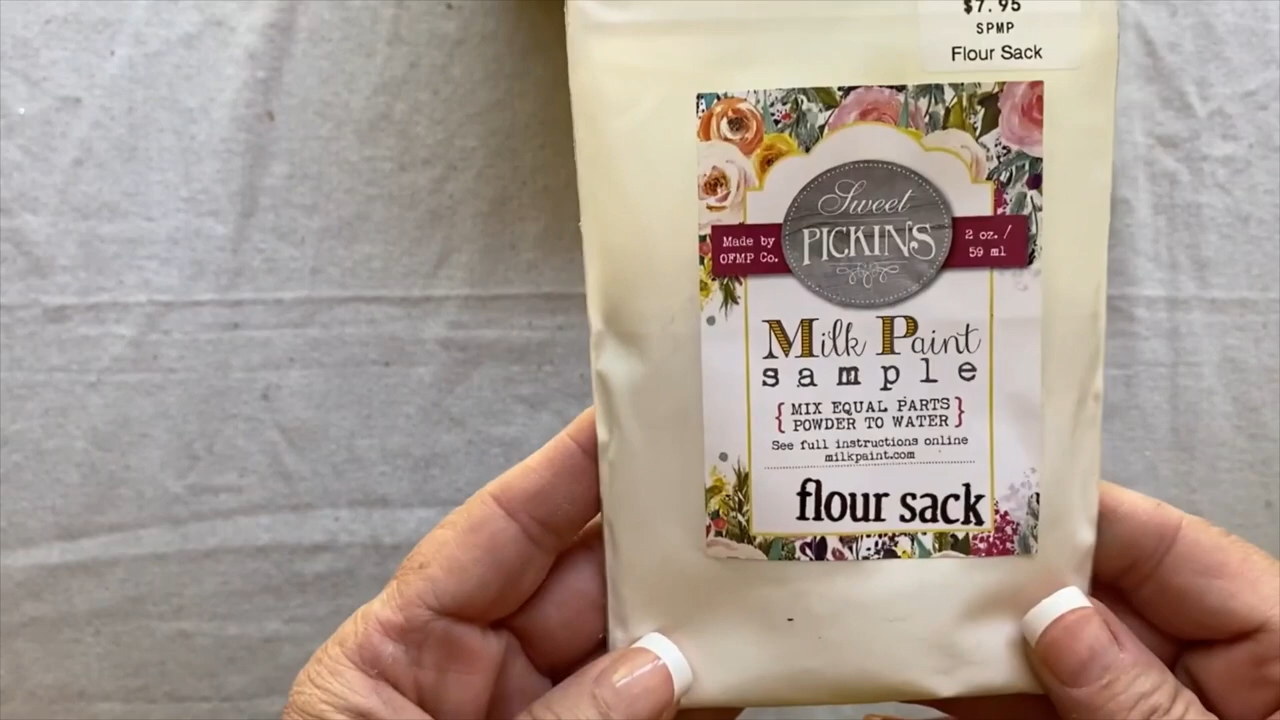 $7.95
SPMP
Flour Sack
Sweet
PICKINS
Made by
OFMP Co.
2 oz. /
59 ml
Milk Paint
sample
{ MIX EQUAL PARTS
POWDER TO WATER }
See full instructions online
milkpaint.com
flour sack